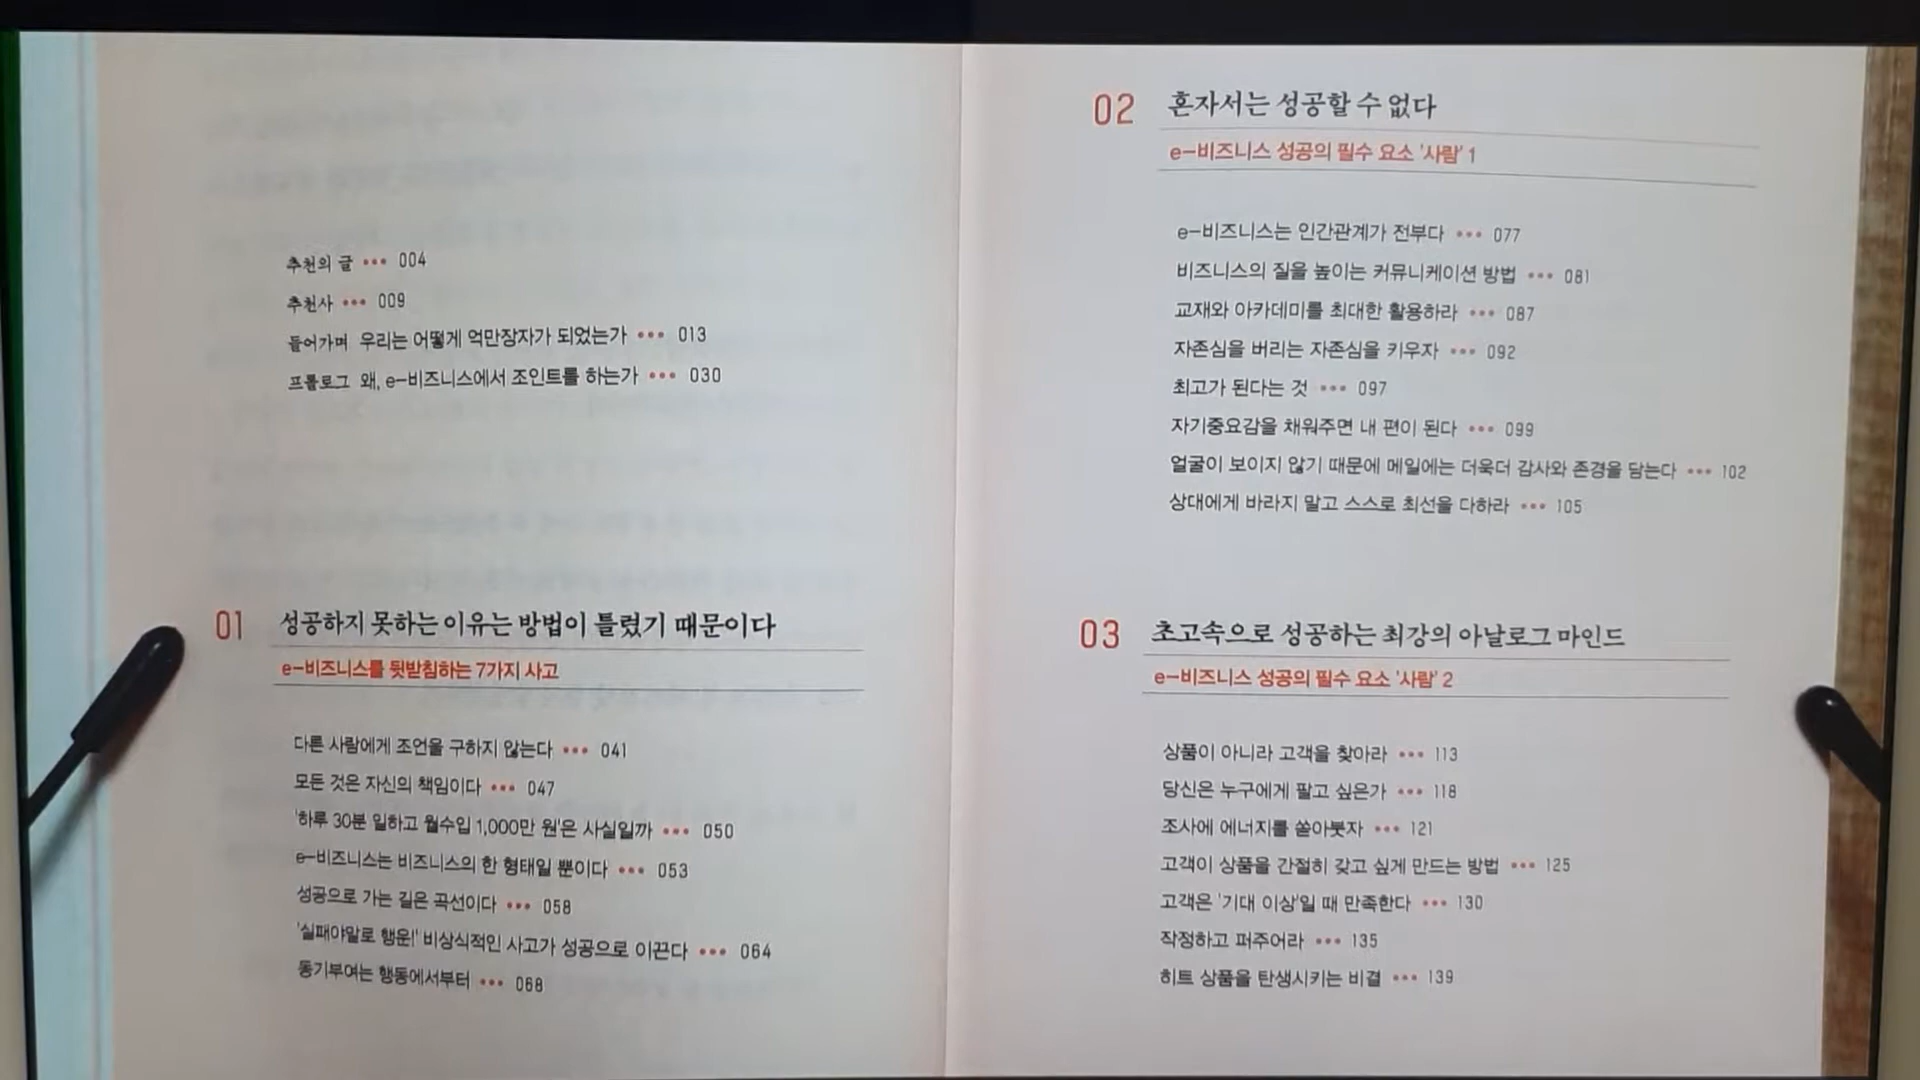 추천의 글 ••• 004
추천사 ••• 009
들어가며 우리는 어떻게 억만장자가 되었는가 ••• 013
프롤로그 왜, e-비즈니스에서 조인트를 하는가 ••• 030
01 성공하지 못하는 이유는 방법이 틀렸기 때문이다
e-비즈니스를 뒷받침하는 7가지 사고
다른 사람에게 조언을 구하지 않는다 ••• 041
모든 것은 자신의 책임이다 ••• 047
'하루 30분 일하고 월수입 1,000만 원'은 사실일까 ••• 050
e-비즈니스는 비즈니스의 한 형태일 뿐이다 ••• 053
성공으로 가는 길은 곡선이다 ••• 058
'실패야말로 행운!' 비상식적인 사고가 성공으로 이끈다 ••• 064
동기부여는 행동에서부터 ••• 068
02 혼자서는 성공할 수 없다
e-비즈니스 성공의 필수 요소 '사람' 1
e-비즈니스는 인간관계가 전부다 ••• 077
비즈니스의 질을 높이는 커뮤니케이션 방법 ••• 081
교재와 아카데미를 최대한 활용하라 ••• 087
자존심을 버리는 자존심을 키우자 ••• 092
최고가 된다는 것 ••• 097
자기중요감을 채워주면 내 편이 된다 ••• 099
얼굴이 보이지 않기 때문에 메일에는 더욱더 감사와 존경을 담는다 ••• 102
상대에게 바라지 말고 스스로 최선을 다하라 ••• 105
03 초고속으로 성공하는 최강의 아날로그 마인드
e-비즈니스 성공의 필수 요소 '사람' 2
상품이 아니라 고객을 찾아라 ••• 113
당신은 누구에게 팔고 싶은가 ••• 118
조사에 에너지를 쏟아붓자 ••• 121
고객이 상품을 간절히 갖고 싶게 만드는 방법 ••• 125
고객은 '기대 이상'일 때 만족한다 ••• 130
작정하고 퍼주어라 ••• 135
히트 상품을 탄생시키는 비결 ••• 139